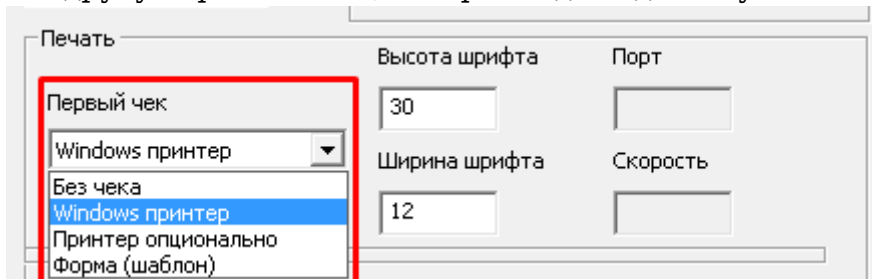 Печать
Высота шрифта Порт
Первый чек
30
Windows принтер
Ширина шрифта Скорость
Без чека
Windows принтер
12
Принтер опционально
Форма (шаблон)